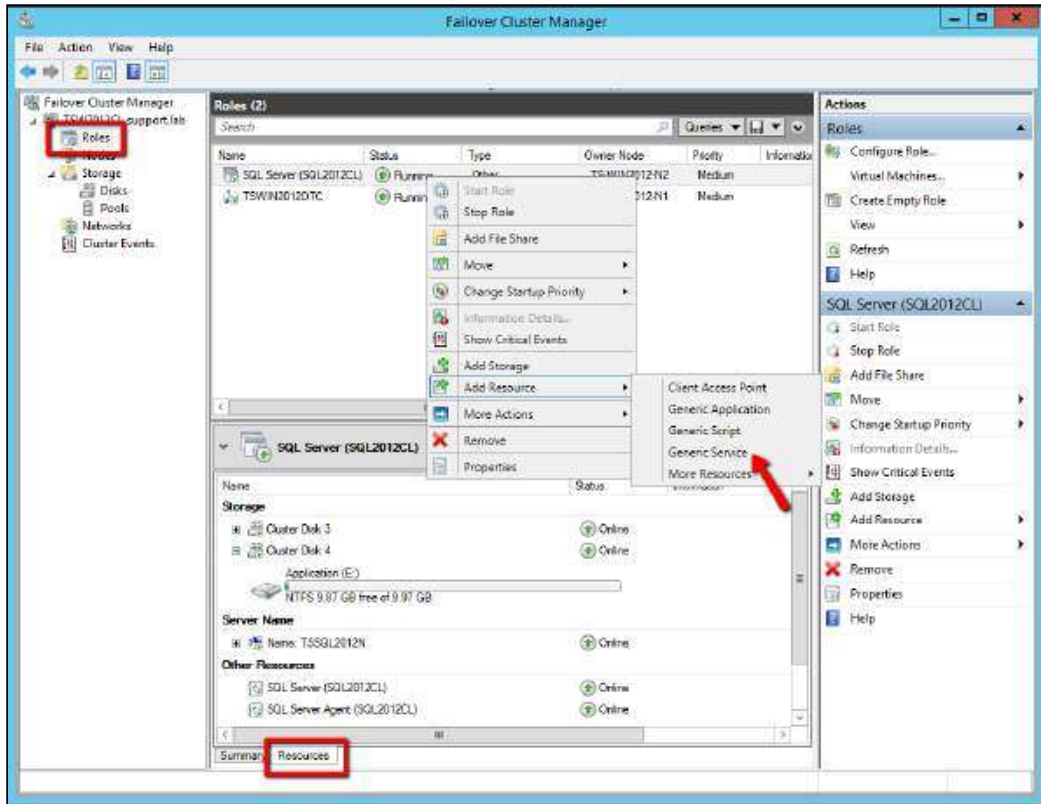 Failover Cluster Manager
File Action View Help
Failover Cluster Manager
support.lab
Roles
Nodes
Storage
Disks
Pools
Networks
Cluster Events
Roles (2)
Search
Queries
Name Status Type Owner Node Priority Information
SQL Server (SQL2012CL) Running Other TSWIN2012-N2 Medium
TSWIN2012DTC Running 2012-N1 Medium
Start Role
Stop Role
Add File Share
Move
Change Startup Priority
Information Details...
Show Critical Events
Add Storage
Add Resource
More Actions
Remove
Properties
Client Access Point
Generic Application
Generic Script
Generic Service
More Resources
SQL Server (SQL2012CL)
Name Status Information
Storage
Cluster Disk 3 Online
Cluster Disk 4 Online
Application (E:)
NTFS 9.87 GB free of 9.97 GB
Server Name
Name: TSSQL2012N Online
Other Resources
SQL Server (SQL2012CL) Online
SQL Server Agent (SQL2012CL) Online
Summary Resources
Actions
Roles
Configure Role...
Virtual Machines...
Create Empty Role
View
Refresh
Help
SQL Server (SQL2012CL)
Start Role
Stop Role
Add File Share
Move
Change Startup Priority
Information Details...
Show Critical Events
Add Storage
Add Resource
More Actions
Remove
Properties
Help